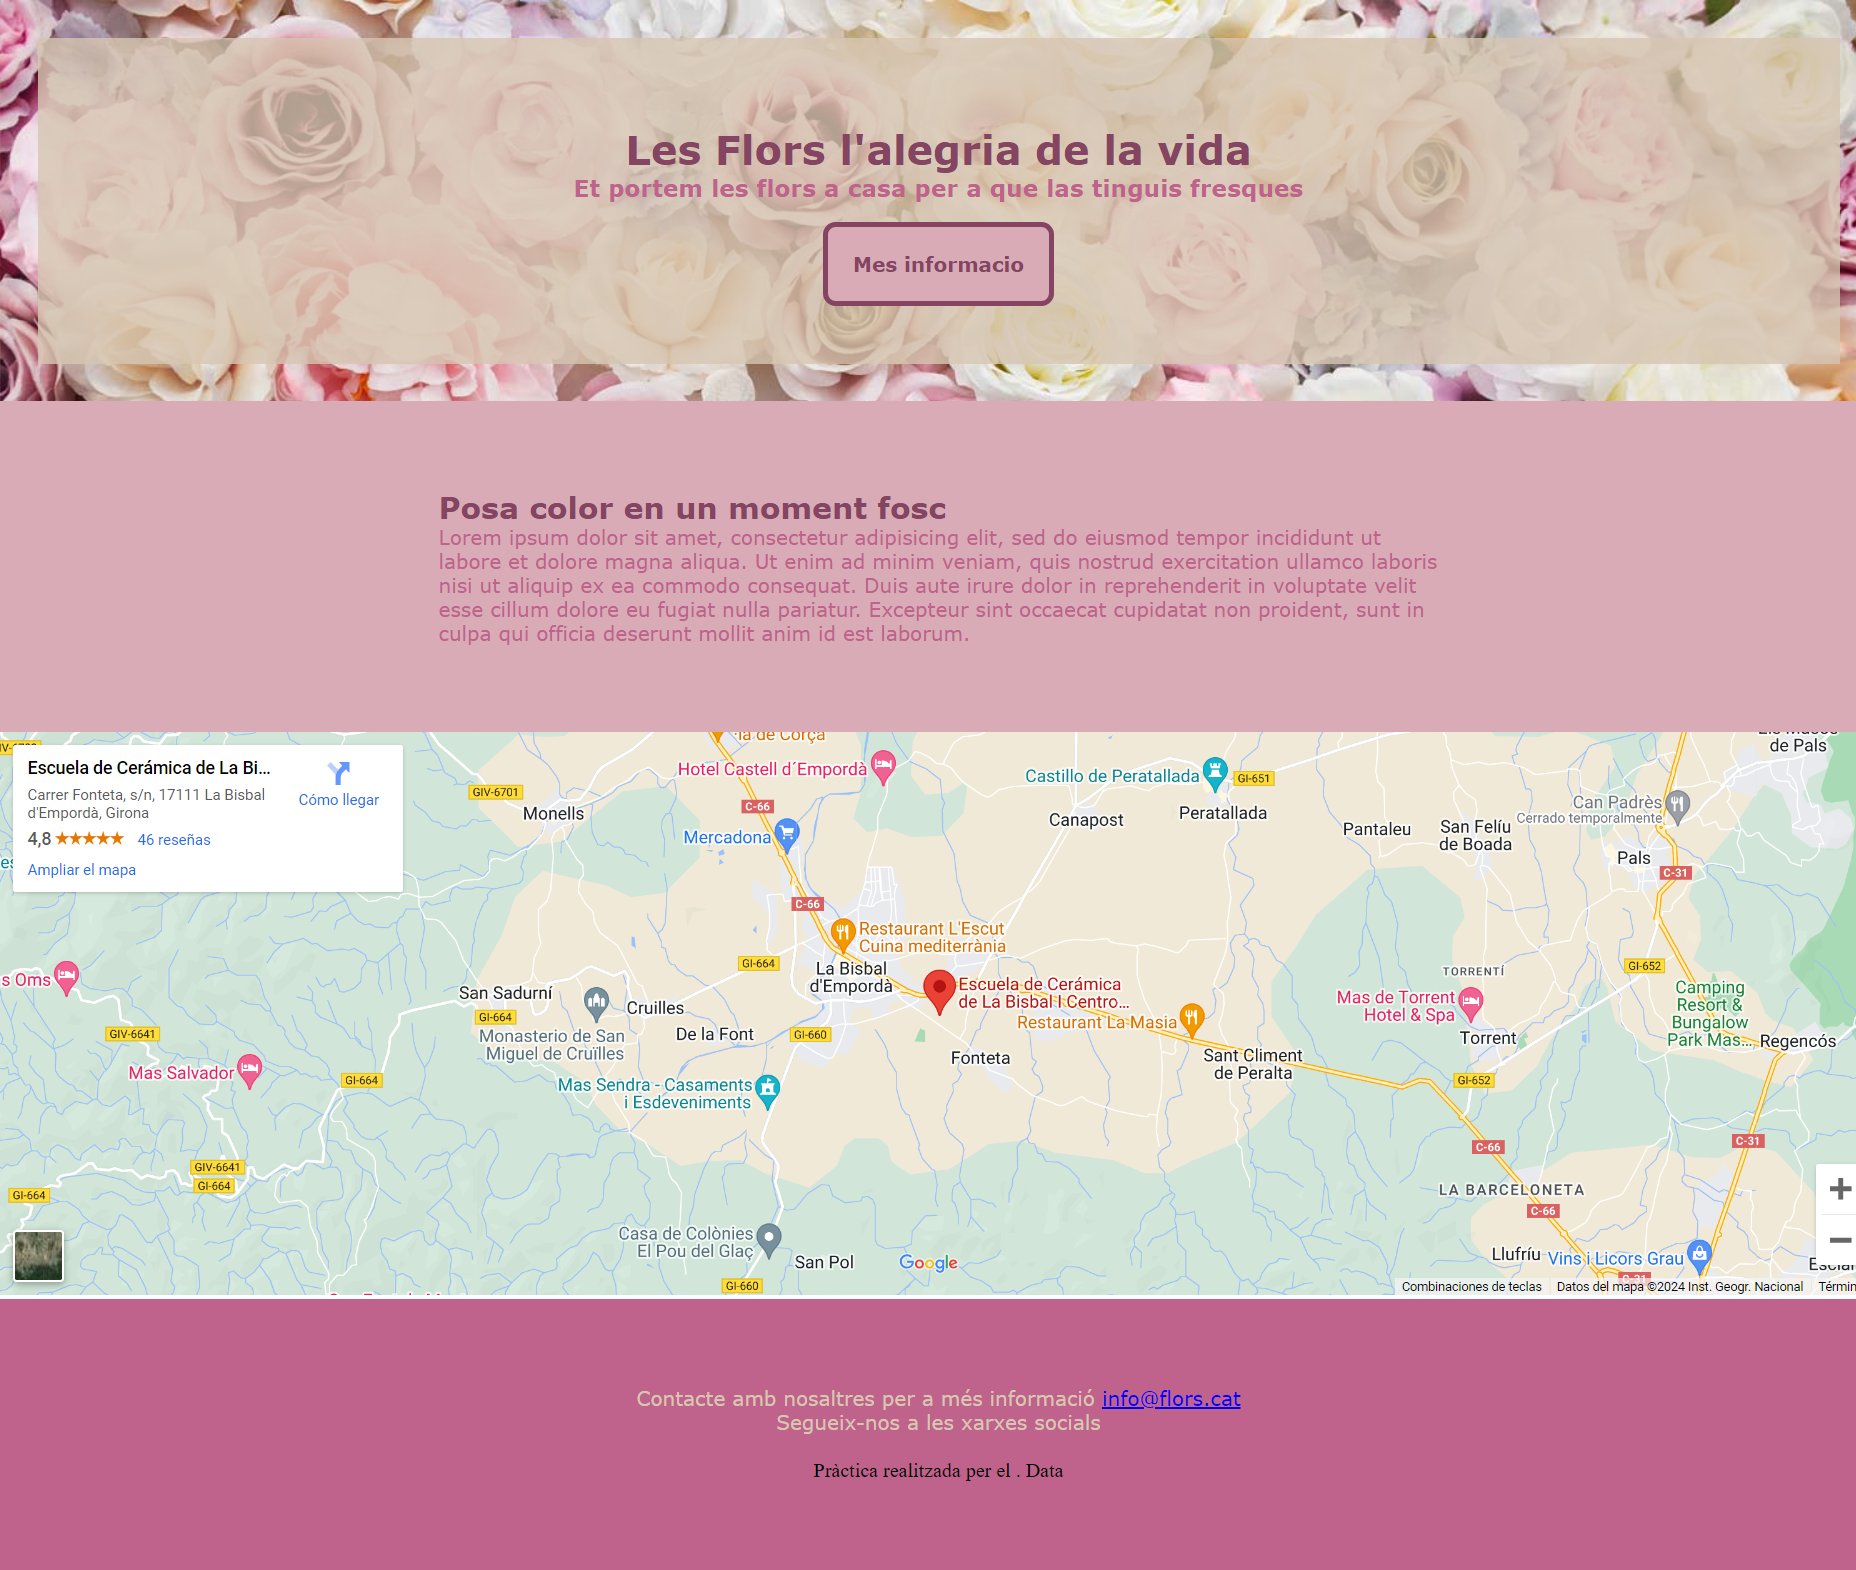 Les Flors l'alegria de la vida
Et portem les flors a casa per a que las tinguis fresques
Mes informacio
Posa color en un moment fosc
Lorem ipsum dolor sit amet, consectetur adipisicing elit, sed do eiusmod tempor incididunt ut
labore et dolore magna aliqua. Ut enim ad minim veniam, quis nostrud exercitation ullamco laboris
nisi ut aliquip ex ea commodo consequat. Duis aute irure dolor in reprehenderit in voluptate velit
esse cillum dolore eu fugiat nulla pariatur. Excepteur sint occaecat cupidatat non proident, sunt in
culpa qui officia deserunt mollit anim id est laborum.
Escuela de Cerámica de La Bi...
Cómo llegar
Carrer Fonteta, s/n, 17111 La Bisbal
d'Empordà, Girona
4,8
46 reseñas
Ampliar el mapa
la de Corçà
Hotel Castell d´Empordà
Castillo de Peratallada
GI-651
de Pals
GIV-6701
Monells
C-66
Mercadona
Canapost
Peratallada
Can Padrès
Cerrado temporalmente
Pantaleu
San Felíu
de Boada
Pals
C-31
C-66
Restaurant L'Escut
Cuina mediterrània
GI-664
La Bisbal
d'Empordà
Escuela de Cerámica
de La Bisbal I Centro...
TORRENTÍ
GI-652
s Oms
San Sadurní
Cruilles
GI-664
Monasterio de San
Miguel de Cruïlles
De la Font
GI-660
Restaurant La Masia
Mas de Torrent
Hotel & Spa
Torrent
Camping
Resort &
Bungalow
Park Mas...
Regencós
GIV-6641
Fonteta
Sant Climent
de Peralta
Mas Salvador
GI-664
Mas Sendra - Casaments
i Esdeveniments
GI-652
C-66
C-31
GIV-6641
GI-664
GI-664
LA BARCELONETA
C-66
Casa de Colònies
El Pou del Glaç
San Pol
Google
Llufríu
Vins i Licors Grau
C-31
GI-660
Combinaciones de teclas
Datos del mapa ©2024 Inst. Geogr. Nacional
Términ
Contacte amb nosaltres per a més informació info@flors.cat
Segueix-nos a les xarxes socials
Pràctica realitzada per el . Data